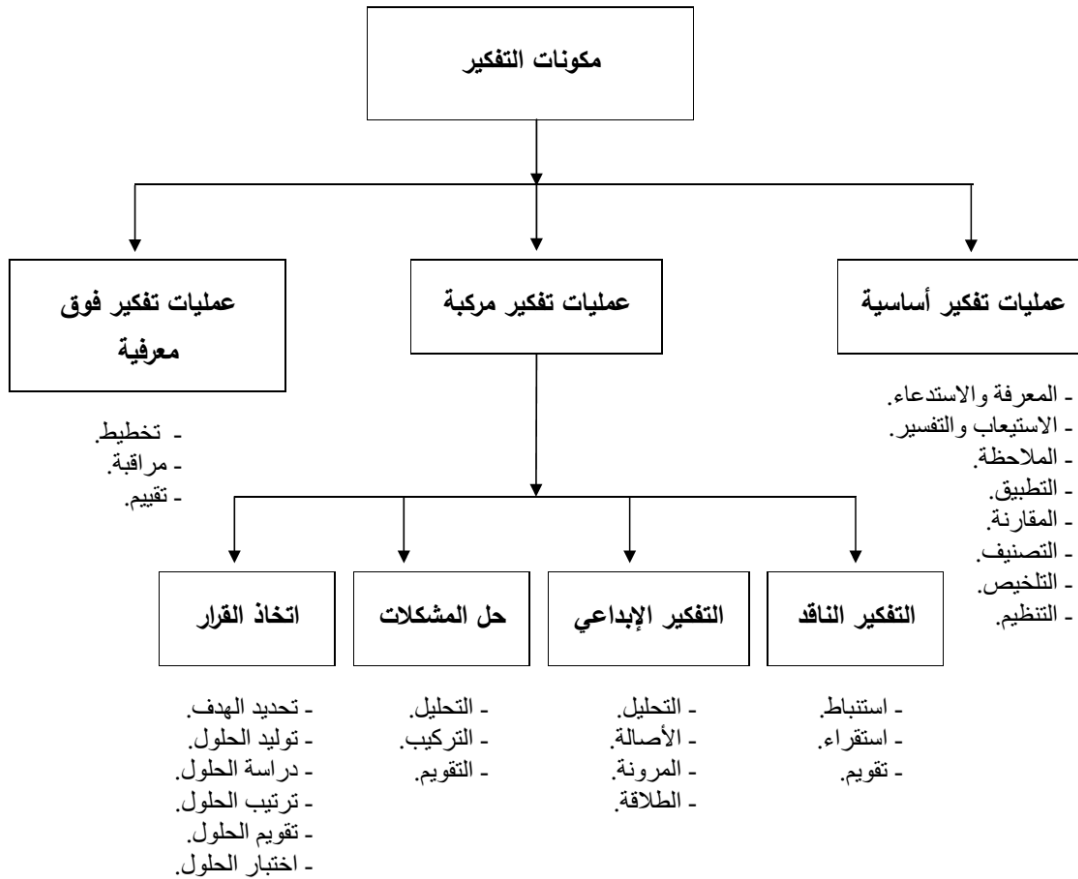 مكونات التفكير
عمليات تفكير أساسية
- المعرفة والاستدعاء.
- الاستيعاب والتفسير.
- الملاحظة.
- التطبيق.
- المقارنة.
- التصنيف.
- التلخيص.
- التنظيم.
عمليات تفكير مركبة
عمليات تفكير فوق
معرفية
- تخطيط.
- مراقبة.
- تقييم.
التفكير الناقد
- استنباط.
- استقراء.
- تقويم.
التفكير الإبداعي
- التحليل.
- الأصالة.
- المرونة.
- الطلاقة.
حل المشكلات
- التحليل.
- التركيب.
- التقويم.
اتخاذ القرار
- تحديد الهدف.
- توليد الحلول.
- دراسة الحلول.
- ترتيب الحلول.
- تقويم الحلول.
- اختبار الحلول.